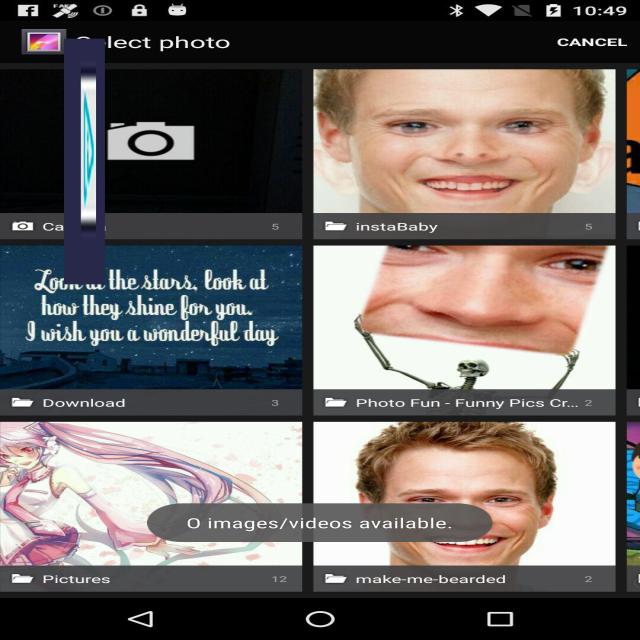 FAKE
10:49
Select photo
CANCEL
5
instaBaby
5
Look at the stars, look at
how they shine for you.
I wish you a wonderful day
Download
3
Photo Fun - Funny Pics Cr...
2
0 images/videos available.
Pictures
12
make-me-bearded
2